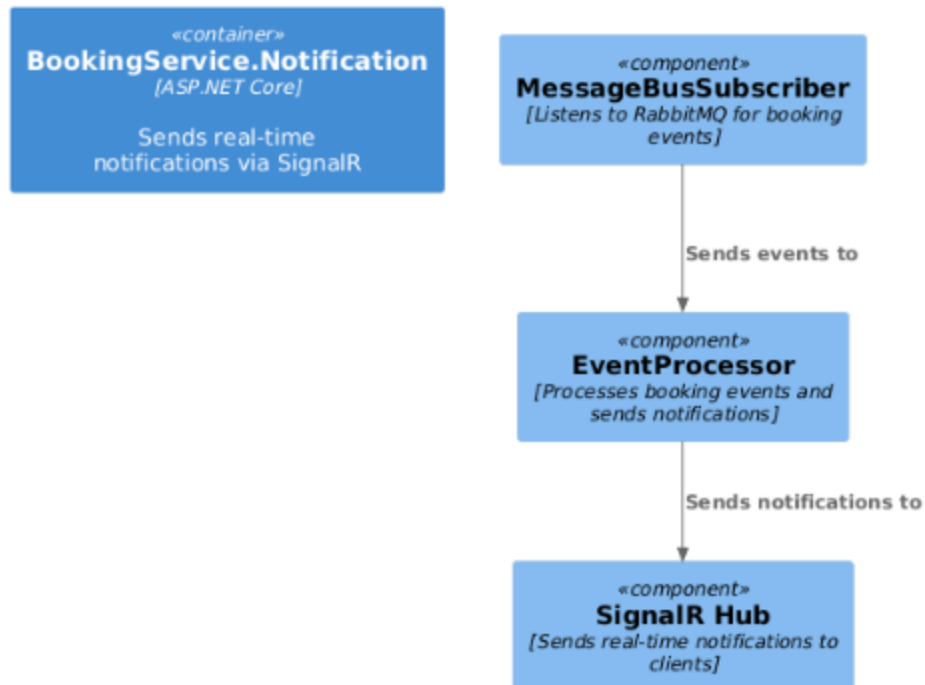 «container»
BookingService.Notification
[ASP.NET Core]
Sends real-time
notifications via SignalR
«component»
MessageBusSubscriber
[Listens to RabbitMQ for booking
events]
Sends events to
«component»
EventProcessor
[Processes booking events and
sends notifications]
Sends notifications to
«component»
SignalR Hub
[Sends real-time notifications to
clients]